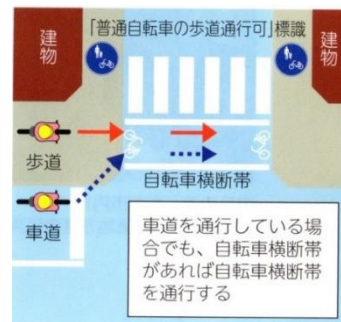 「普通自転車の歩道通行可」標識
建物
建物
歩道
自転車横断帯
車道
車道を通行している場
合でも、自転車横断帯
があれば自転車横断帯
を通行する